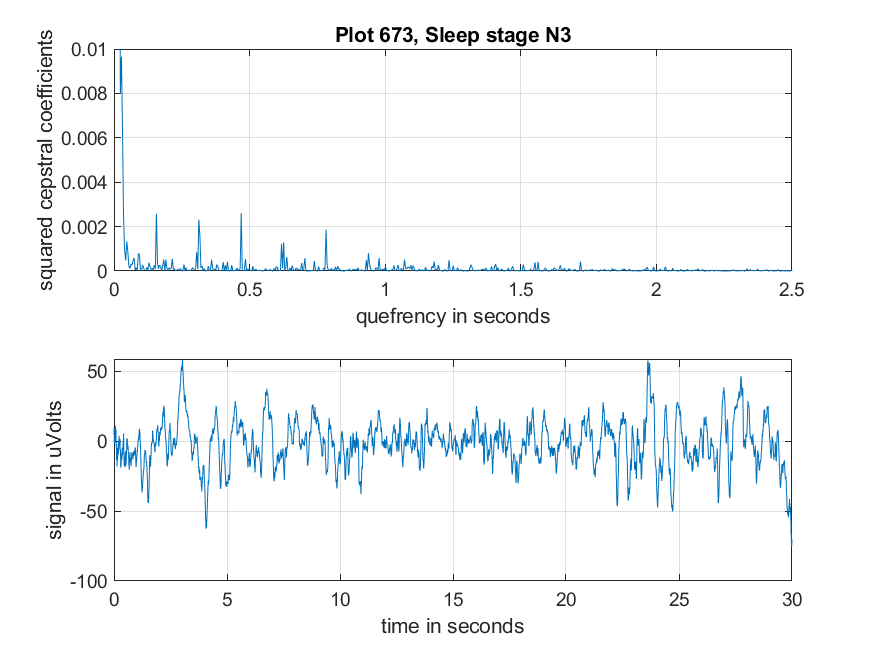 Plot 673, Sleep stage N3
squared cepstral coefficients
0.01
0.008
0.006
0.004
0.002
0
0 0.5 1 1.5 2 2.5
quefrency in seconds
signal in uVolts
50
0
-50
-100
0 5 10 15 20 25 30
time in seconds